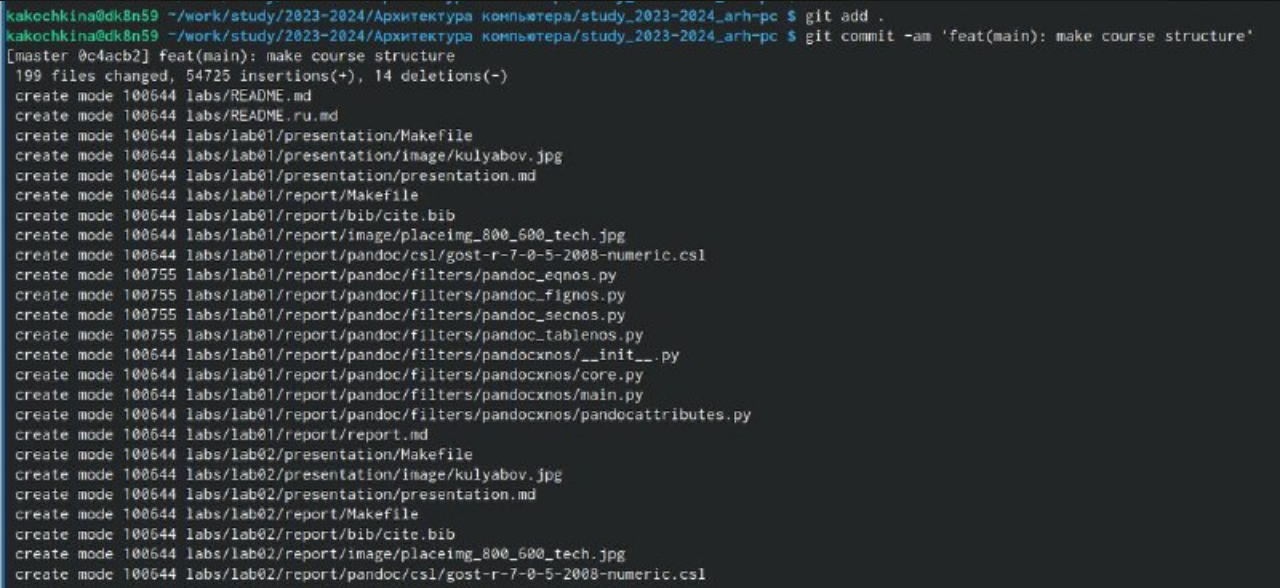 kakochkina@dk8n59 ~/work/study/2023-2024/Архитектура компьютера/study_2023-2024_arh-pc $ git add .
kakochkina@dk8n59 ~/work/study/2023-2024/Архитектура компьютера/study_2023-2024_arh-pc $ git commit -am 'feat(main): make course structure'
[master 0c4acb2] feat(main): make course structure
199 files changed, 54725 insertions(+), 14 deletions(-)
create mode 100644 labs/README.md
create mode 100644 labs/README.ru.md
create mode 100644 labs/lab01/presentation/Makefile
create mode 100644 labs/lab01/presentation/image/kulyabov.jpg
create mode 100644 labs/lab01/presentation/presentation.md
create mode 100644 labs/lab01/report/Makefile
create mode 100644 labs/lab01/report/bib/cite.bib
create mode 100644 labs/lab01/report/image/placeimg_800_600_tech.jpg
create mode 100644 labs/lab01/report/pandoc/csl/gost-r-7-0-5-2008-numeric.csl
create mode 100755 labs/lab01/report/pandoc/filters/pandoc_eqnos.py
create mode 100755 labs/lab01/report/pandoc/filters/pandoc_fignos.py
create mode 100755 labs/lab01/report/pandoc/filters/pandoc_secnos.py
create mode 100755 labs/lab01/report/pandoc/filters/pandoc_tablenos.py
create mode 100644 labs/lab01/report/pandoc/filters/pandocxnos/__init__.py
create mode 100644 labs/lab01/report/pandoc/filters/pandocxnos/core.py
create mode 100644 labs/lab01/report/pandoc/filters/pandocxnos/main.py
create mode 100644 labs/lab01/report/pandoc/filters/pandocxnos/pandocattributes.py
create mode 100644 labs/lab01/report/report.md
create mode 100644 labs/lab02/presentation/Makefile
create mode 100644 labs/lab02/presentation/image/kulyabov.jpg
create mode 100644 labs/lab02/presentation/presentation.md
create mode 100644 labs/lab02/report/Makefile
create mode 100644 labs/lab02/report/bib/cite.bib
create mode 100644 labs/lab02/report/image/placeimg_800_600_tech.jpg
create mode 100644 labs/lab02/report/pandoc/csl/gost-r-7-0-5-2008-numeric.csl